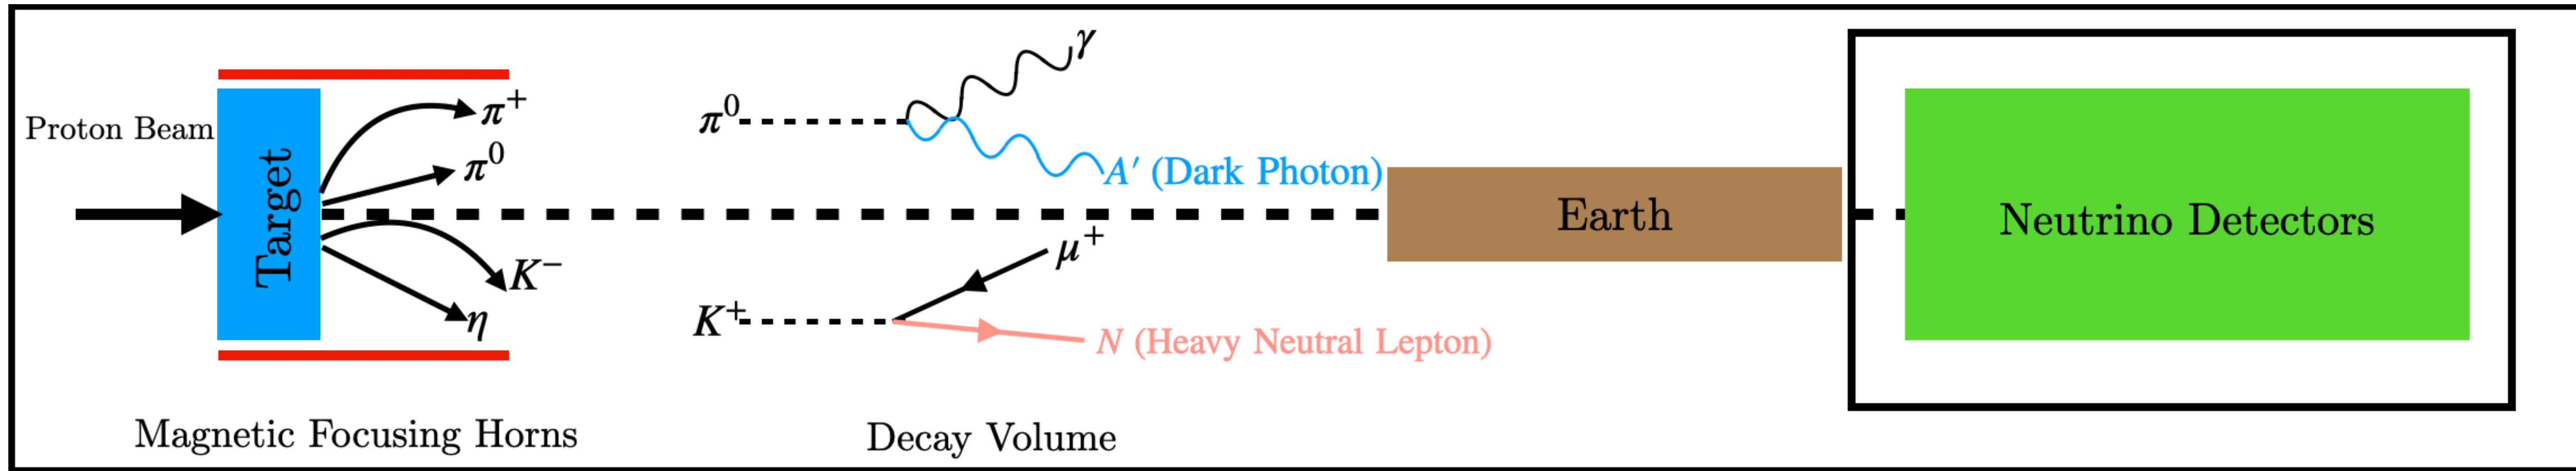 Proton Beam
Target
π⁺
π⁰
K⁻
η
Magnetic Focusing Horns
π⁰
γ
A′ (Dark Photon)
K⁺
μ⁺
N (Heavy Neutral Lepton)
Decay Volume
Earth
Neutrino Detectors